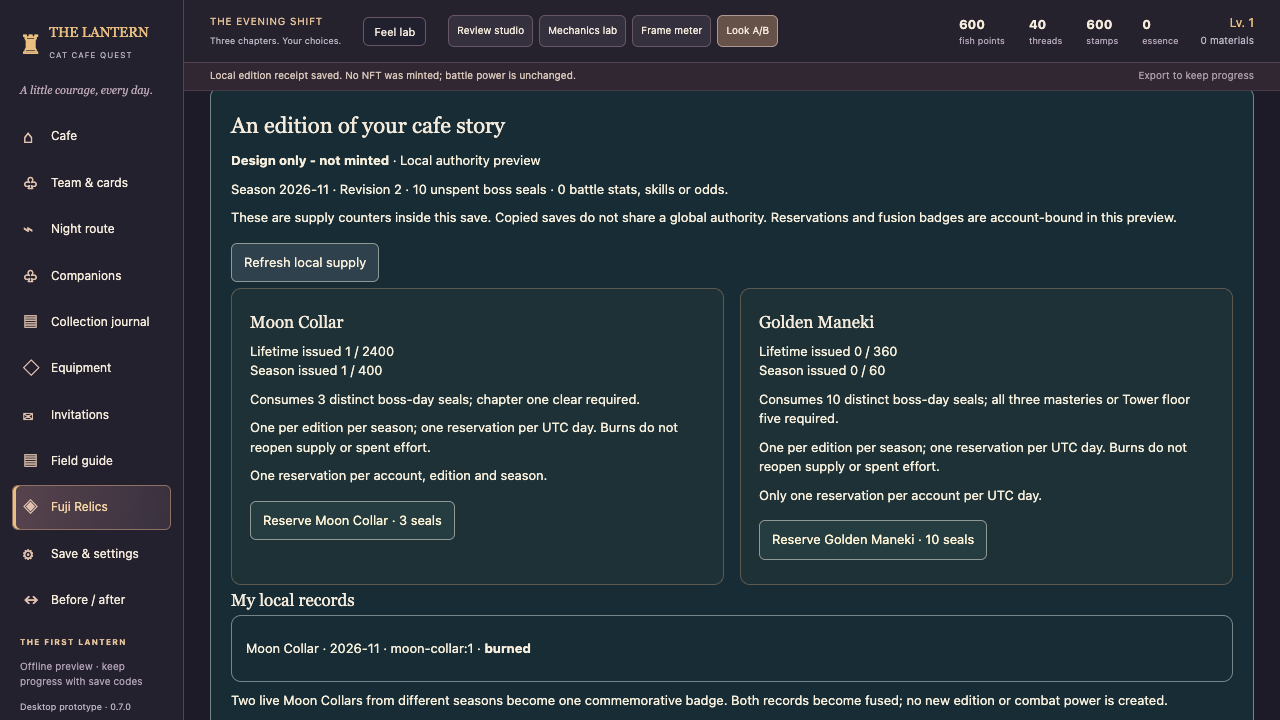 THE LANTERN
CAT CAFE QUEST
A little courage, every day.
Cafe
Team & cards
Night route
Companions
Collection journal
Equipment
Invitations
Field guide
Fuji Relics
Save & settings
Before / after
THE FIRST LANTERN
Offline preview · keep
progress with save codes
Desktop prototype · 0.7.0
THE EVENING SHIFT
Three chapters. Your choices.
Feel lab
Review studio
Mechanics lab
Frame meter
Look A/B
600
fish points
40
threads
600
stamps
0
essence
Lv. 1
0 materials
Local edition receipt saved. No NFT was minted; battle power is unchanged.
Export to keep progress
An edition of your cafe story
Design only - not minted · Local authority preview
Season 2026-11 · Revision 2 · 10 unspent boss seals · 0 battle stats, skills or odds.
These are supply counters inside this save. Copied saves do not share a global authority. Reservations and fusion badges are account-bound in this preview.
Refresh local supply
Moon Collar
Lifetime issued 1 / 2400
Season issued 1 / 400
Consumes 3 distinct boss-day seals; chapter one clear required.
One per edition per season; one reservation per UTC day. Burns do not
reopen supply or spent effort.
One reservation per account, edition and season.
Reserve Moon Collar · 3 seals
Golden Maneki
Lifetime issued 0 / 360
Season issued 0 / 60
Consumes 10 distinct boss-day seals; all three masteries or Tower floor
five required.
One per edition per season; one reservation per UTC day. Burns do not
reopen supply or spent effort.
Only one reservation per account per UTC day.
Reserve Golden Maneki · 10 seals
My local records
Moon Collar · 2026-11 · moon-collar:1 · burned
Two live Moon Collars from different seasons become one commemorative badge. Both records become fused; no new edition or combat power is created.